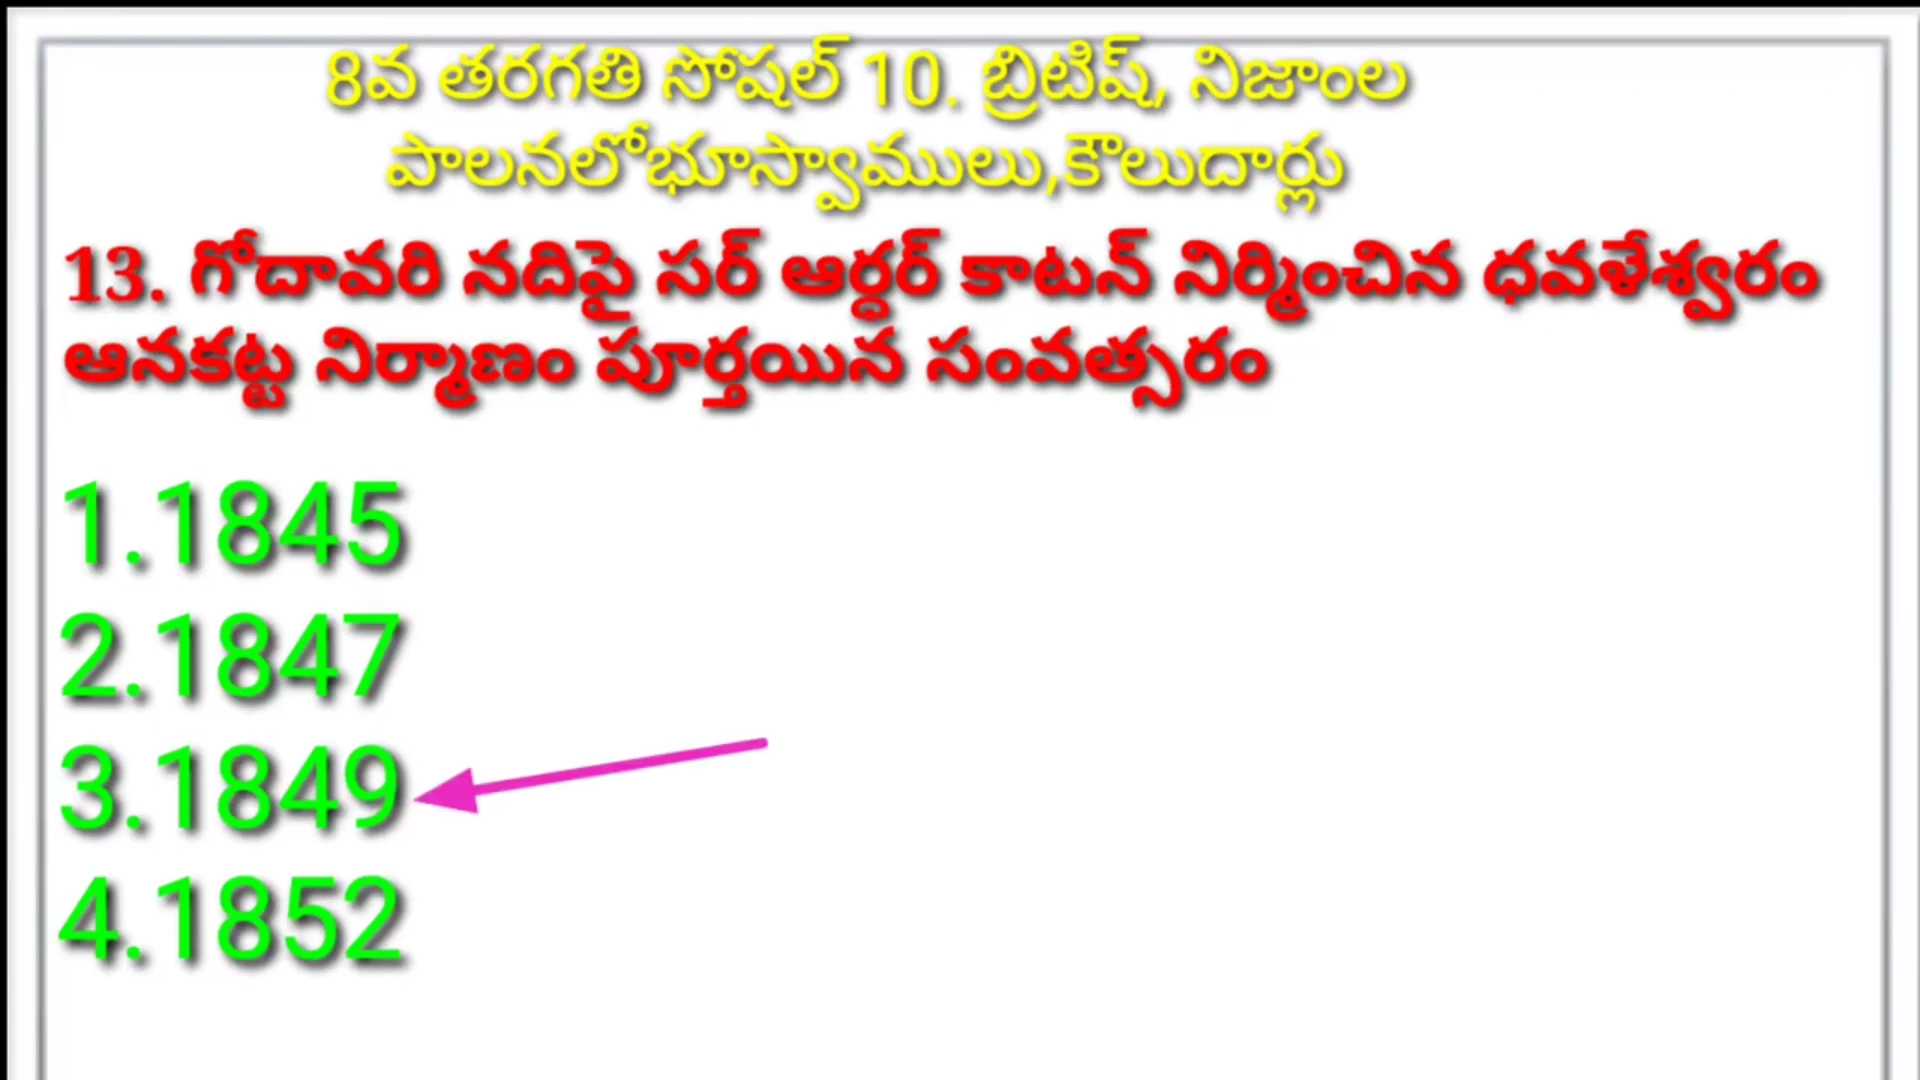 8వ తరగతి సోషల్ 10. బ్రిటిష్, నిజాంల
పాలనలోభూస్వాములు,కౌలుదార్లు
13. గోదావరి నదిపై సర్ ఆర్దర్ కాటన్ నిర్మించిన ధవళేశ్వరం
ఆనకట్ట నిర్మాణం పూర్తయిన సంవత్సరం
1.1845
2.1847
3.1849
4.1852